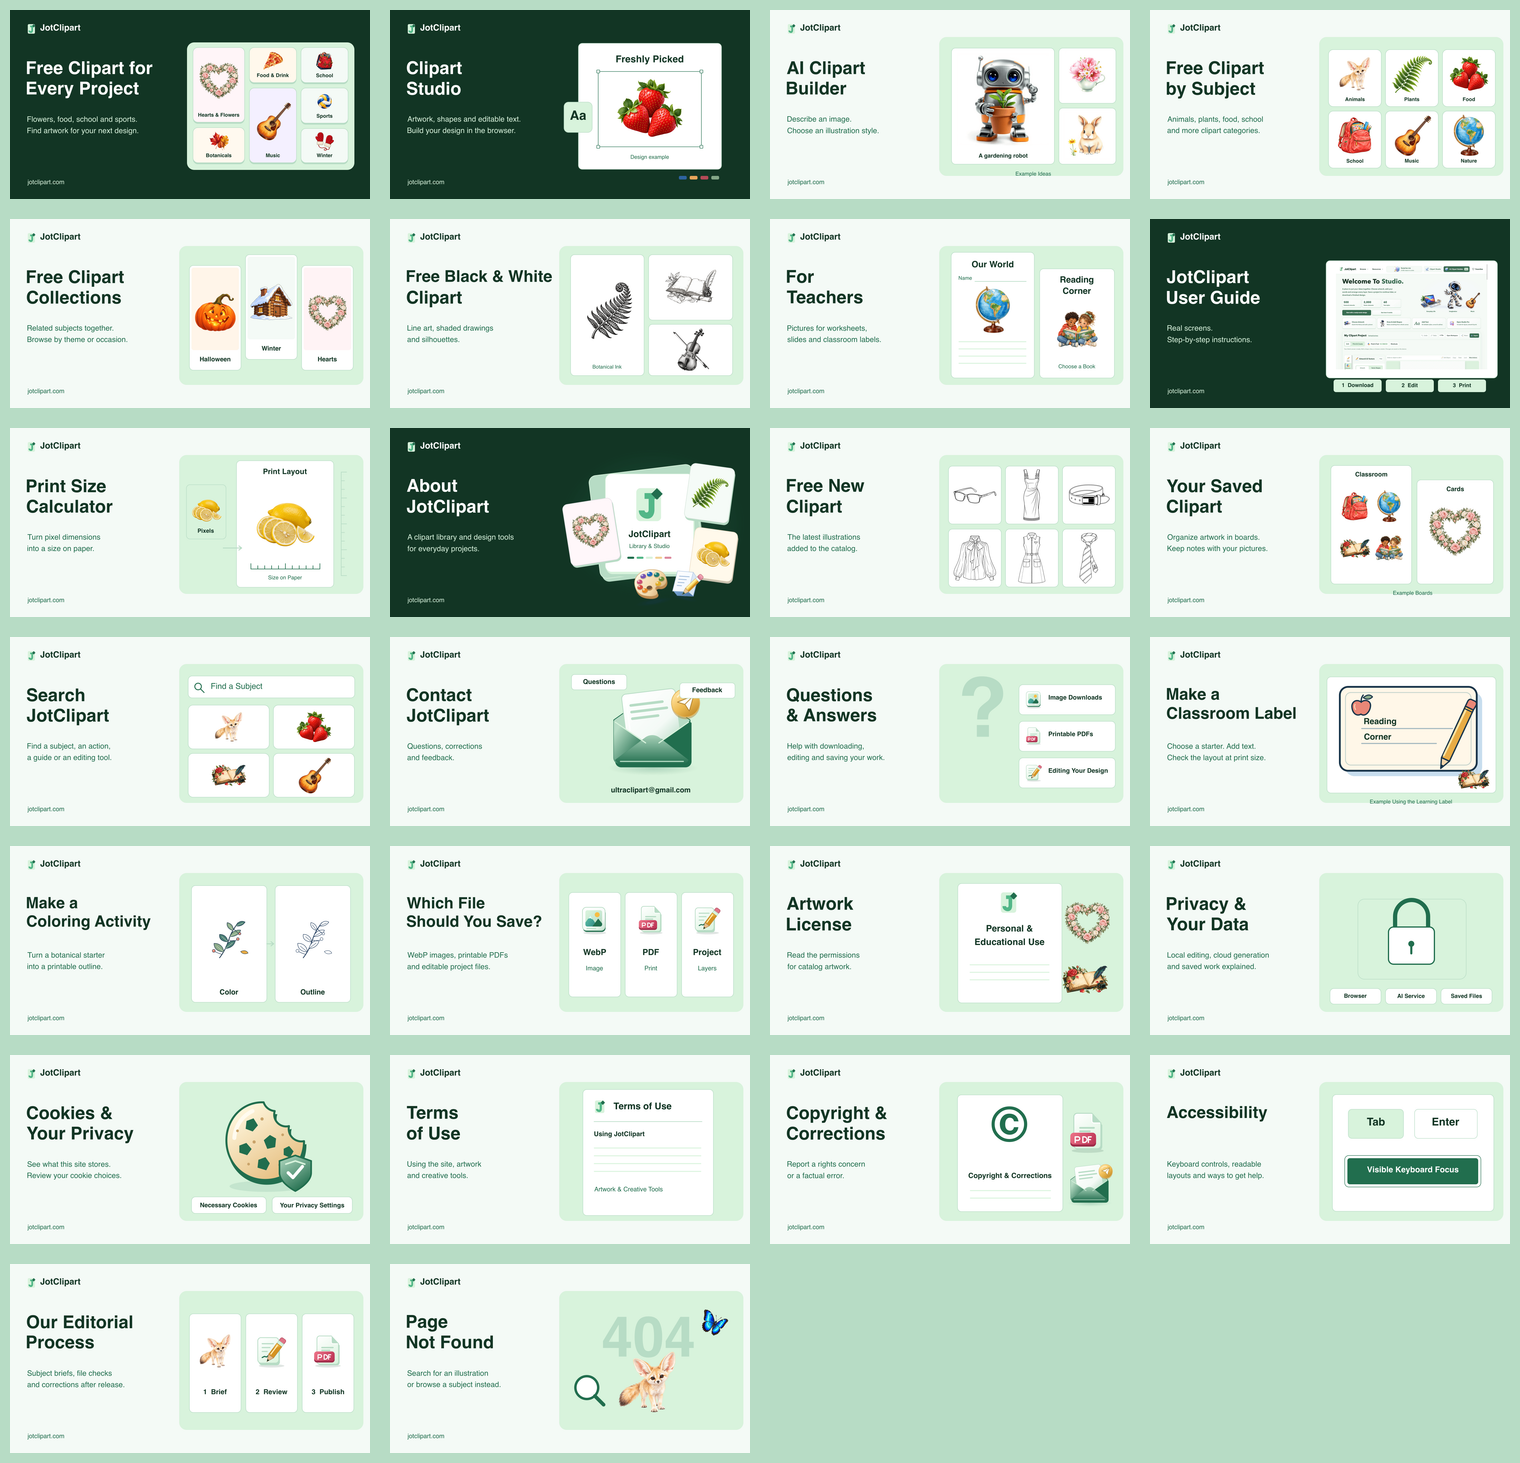 JotClipart
Free Clipart for
Every Project
Flowers, food, school and sports.
Find artwork for your next design.
jotclipart.com
Hearts & Flowers
Food & Drink
School
Sports
Botanicals
Music
Winter
JotClipart
Clipart
Studio
Artwork, shapes and editable text.
Build your design in the browser.
jotclipart.com
Freshly Picked
Aa
Design example
JotClipart
AI Clipart
Builder
Describe an image.
Choose an illustration style.
jotclipart.com
A gardening robot
Example Ideas
JotClipart
Free Clipart
by Subject
Animals, plants, food, school
and more clipart categories.
jotclipart.com
Animals
Plants
Food
School
Music
Nature
JotClipart
Free Clipart
Collections
Related subjects together.
Browse by theme or occasion.
jotclipart.com
Halloween
Winter
Hearts
JotClipart
Free Black & White
Clipart
Line art, shaded drawings
and silhouettes.
jotclipart.com
Botanical Ink
JotClipart
For
Teachers
Pictures for worksheets,
slides and classroom labels.
jotclipart.com
Our World
Name
Reading
Corner
Choose a Book
JotClipart
JotClipart
User Guide
Real screens.
Step-by-step instructions.
jotclipart.com
Welcome To Studio.
1 Download
2 Edit
3 Print
JotClipart
Print Size
Calculator
Turn pixel dimensions
into a size on paper.
jotclipart.com
Print Layout
Pixels
Size on Paper
JotClipart
About
JotClipart
A clipart library and design tools
for everyday projects.
jotclipart.com
JotClipart
Library & Studio
JotClipart
Free New
Clipart
The latest illustrations
added to the catalog.
jotclipart.com
JotClipart
Your Saved
Clipart
Organize artwork in boards.
Keep notes with your pictures.
jotclipart.com
Classroom
Cards
Example Boards
JotClipart
Search
JotClipart
Find a subject, an action,
a guide or an editing tool.
jotclipart.com
Find a Subject
JotClipart
Contact
JotClipart
Questions, corrections
and feedback.
jotclipart.com
Questions
Feedback
ultraclipart@gmail.com
JotClipart
Questions
& Answers
Help with downloading,
editing and saving your work.
jotclipart.com
?
Image Downloads
PDF
Printable PDFs
Editing Your Design
JotClipart
Make a
Classroom Label
Choose a starter. Add text.
Check the layout at print size.
jotclipart.com
Reading
Corner
Example Using the Learning Label
JotClipart
Make a
Coloring Activity
Turn a botanical starter
into a printable outline.
jotclipart.com
Color
Outline
JotClipart
Which File
Should You Save?
WebP images, printable PDFs
and editable project files.
jotclipart.com
WebP
Image
PDF
PDF
Print
Project
Layers
JotClipart
Artwork
License
Read the permissions
for catalog artwork.
jotclipart.com
Personal &
Educational Use
JotClipart
Privacy &
Your Data
Local editing, cloud generation
and saved work explained.
jotclipart.com
Browser
AI Service
Saved Files
JotClipart
Cookies &
Your Privacy
See what this site stores.
Review your cookie choices.
jotclipart.com
Necessary Cookies
Your Privacy Settings
JotClipart
Terms
of Use
Using the site, artwork
and creative tools.
jotclipart.com
Terms of Use
Using JotClipart
Artwork & Creative Tools
JotClipart
Copyright &
Corrections
Report a rights concern
or a factual error.
jotclipart.com
©
Copyright & Corrections
PDF
JotClipart
Accessibility
Keyboard controls, readable
layouts and ways to get help.
jotclipart.com
Tab
Enter
Visible Keyboard Focus
JotClipart
Our Editorial
Process
Subject briefs, file checks
and corrections after release.
jotclipart.com
1 Brief
2 Review
PDF
3 Publish
JotClipart
Page
Not Found
Search for an illustration
or browse a subject instead.
jotclipart.com
404